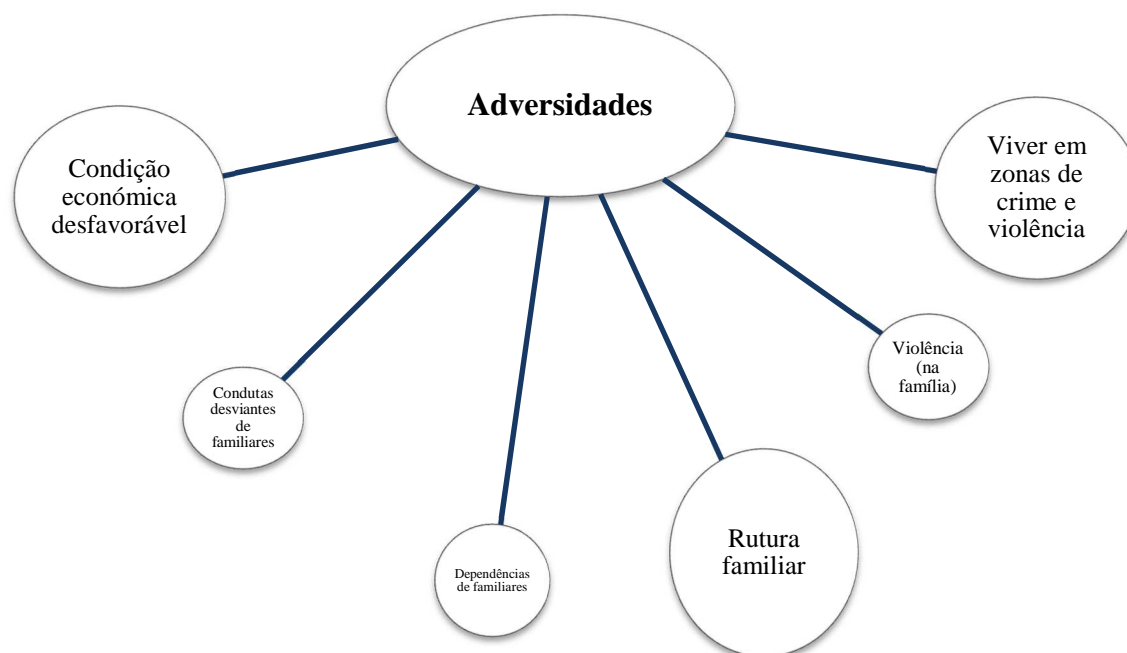 Adversidades
Condição
económica
desfavorável
Viver em
zonas de
crime e
violência
Violência
(na
família)
Condutas
desviantes
de
familiares
Rutura
familiar
Dependências
de familiares